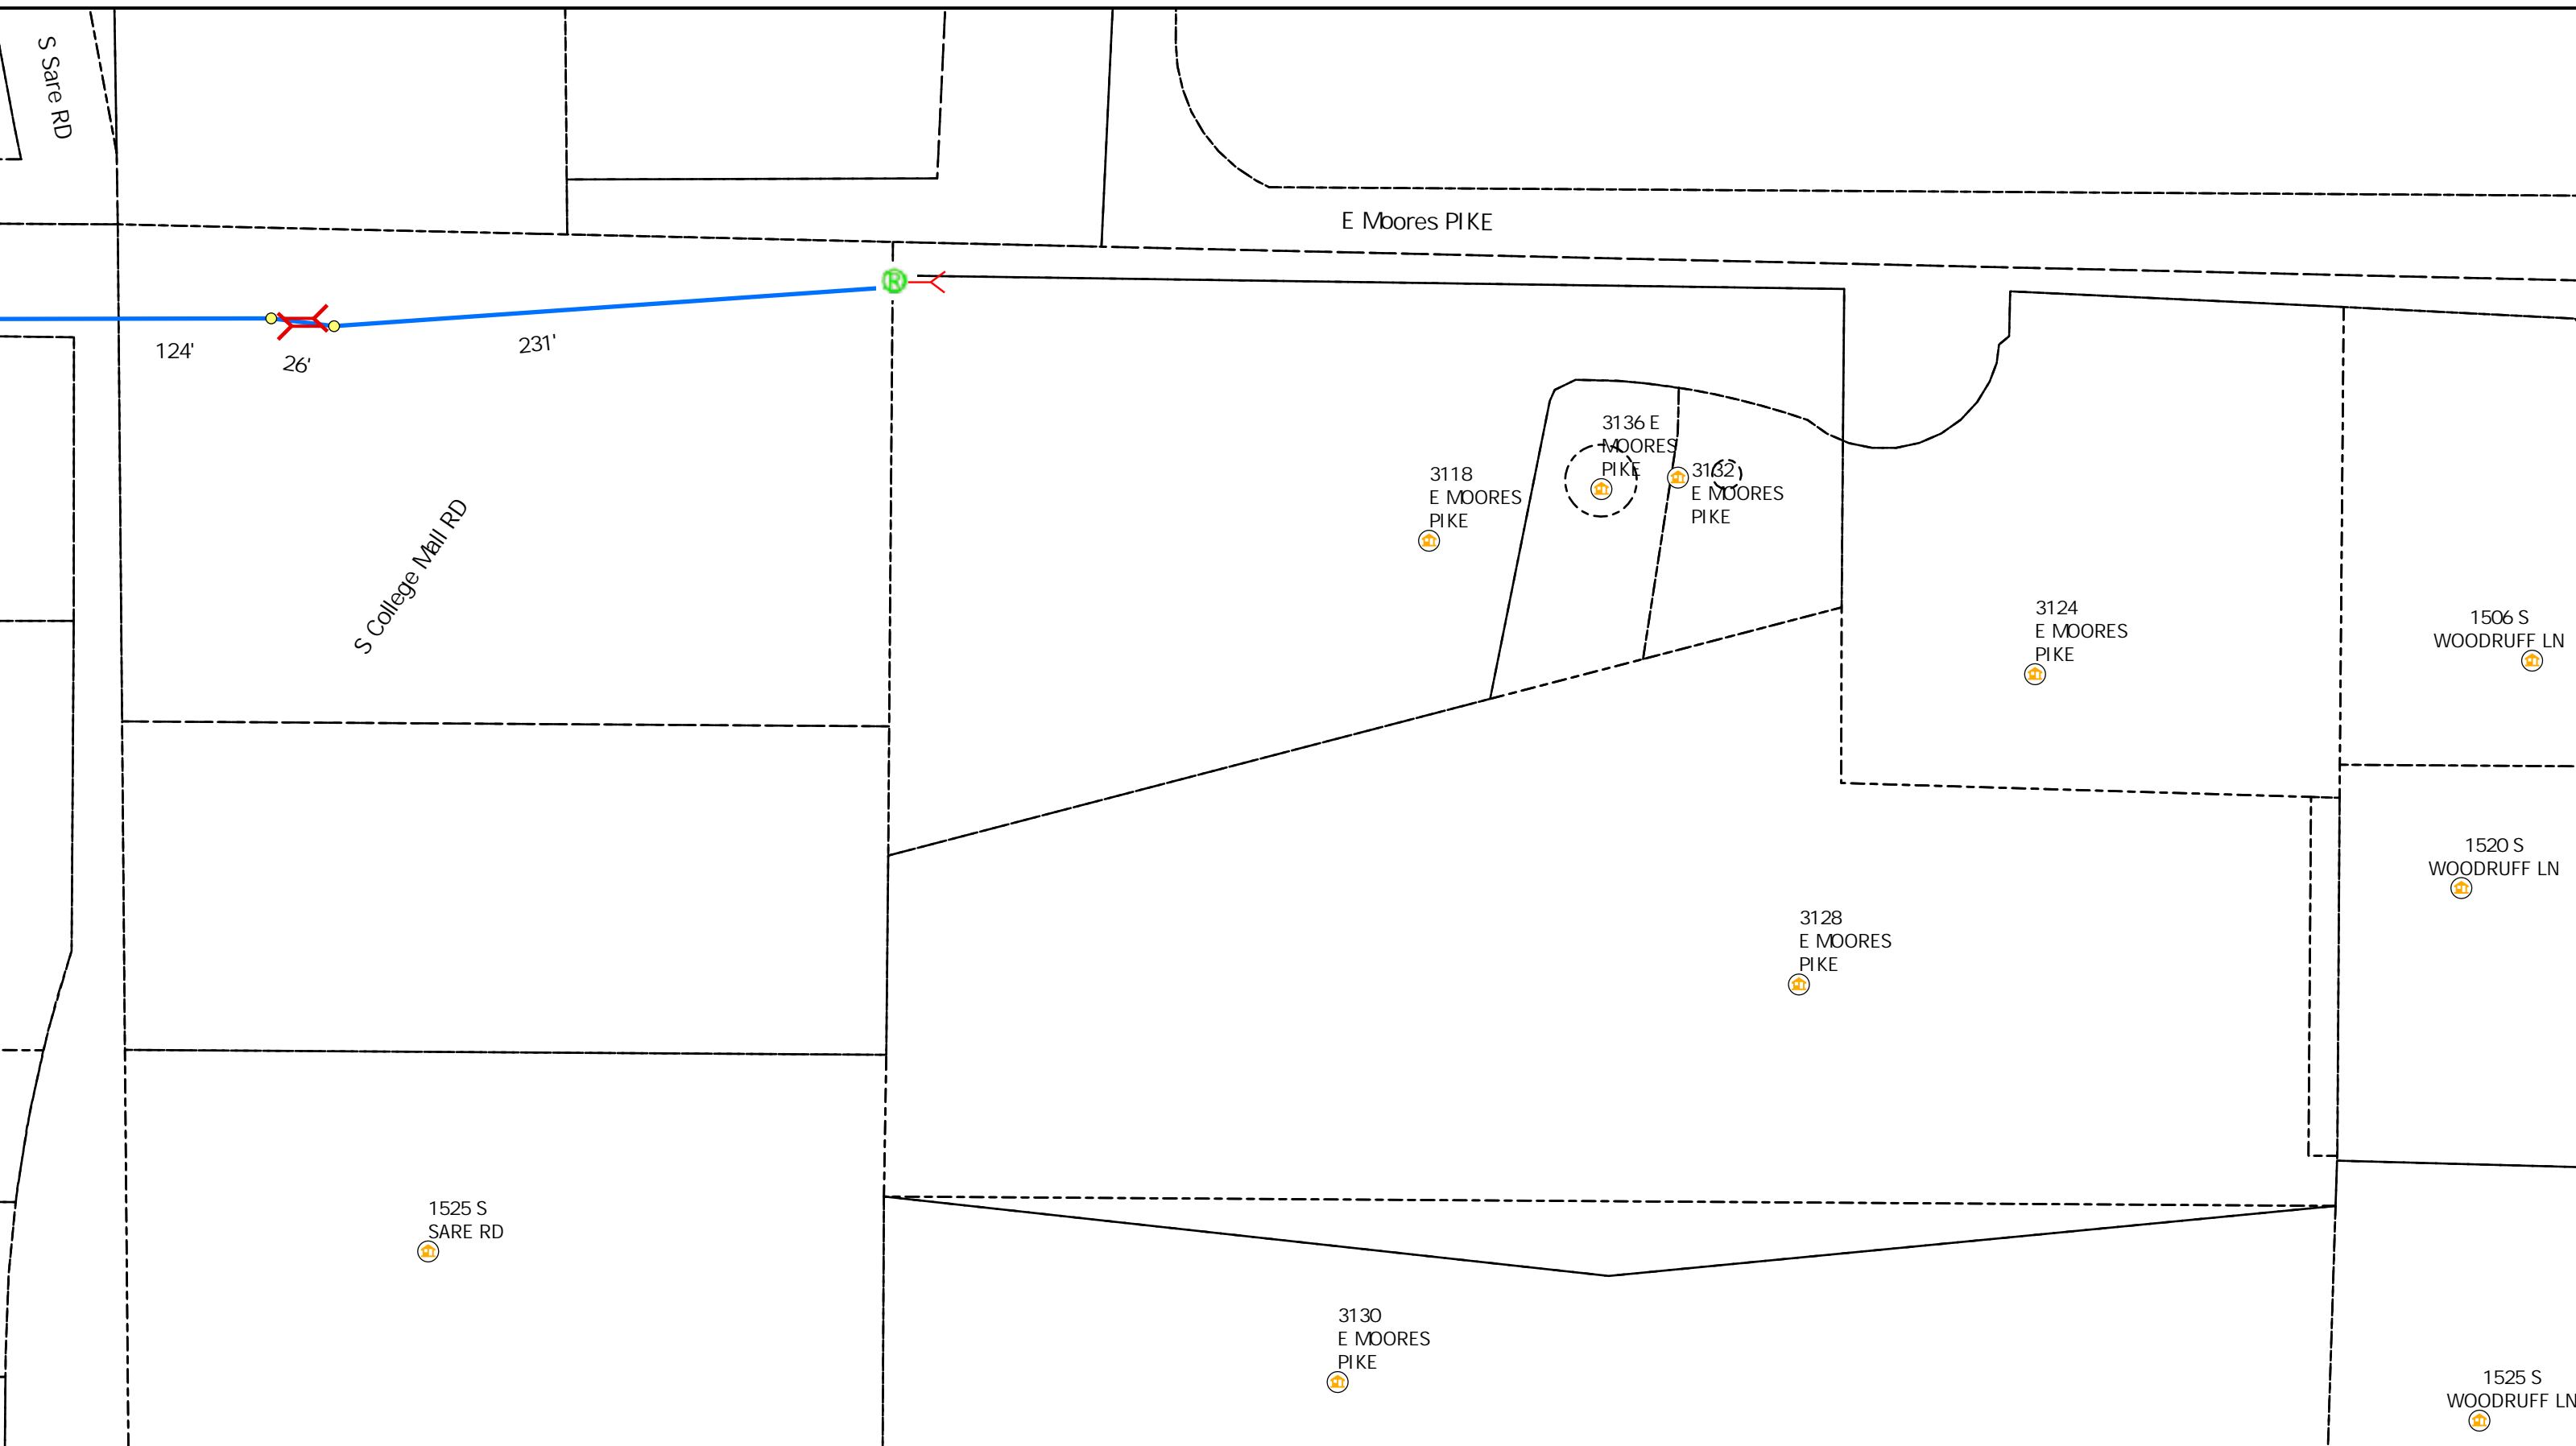 S Sare RD
E Moores PIKE
R
124'
26'
231'
S College Mall RD
3136 E
MOORES
PIKE
3118
E MOORES
PIKE
3132
E MOORES
PIKE
3124
E MOORES
PIKE
1506 S
WOODRUFF LN
1520 S
WOODRUFF LN
3128
E MOORES
PIKE
1525 S
SARE RD
3130
E MOORES
PIKE
1525 S
WOODRUFF LN